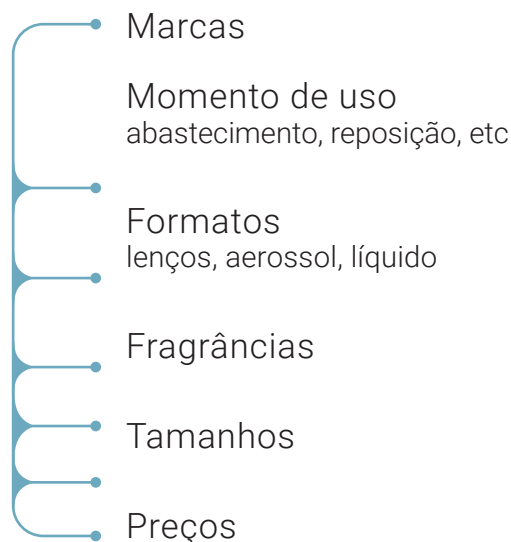 Marcas
Momento de uso
abastecimento, reposição, etc
Formatos
lenços, aerossol, líquido
Fragrâncias
Tamanhos
Preços